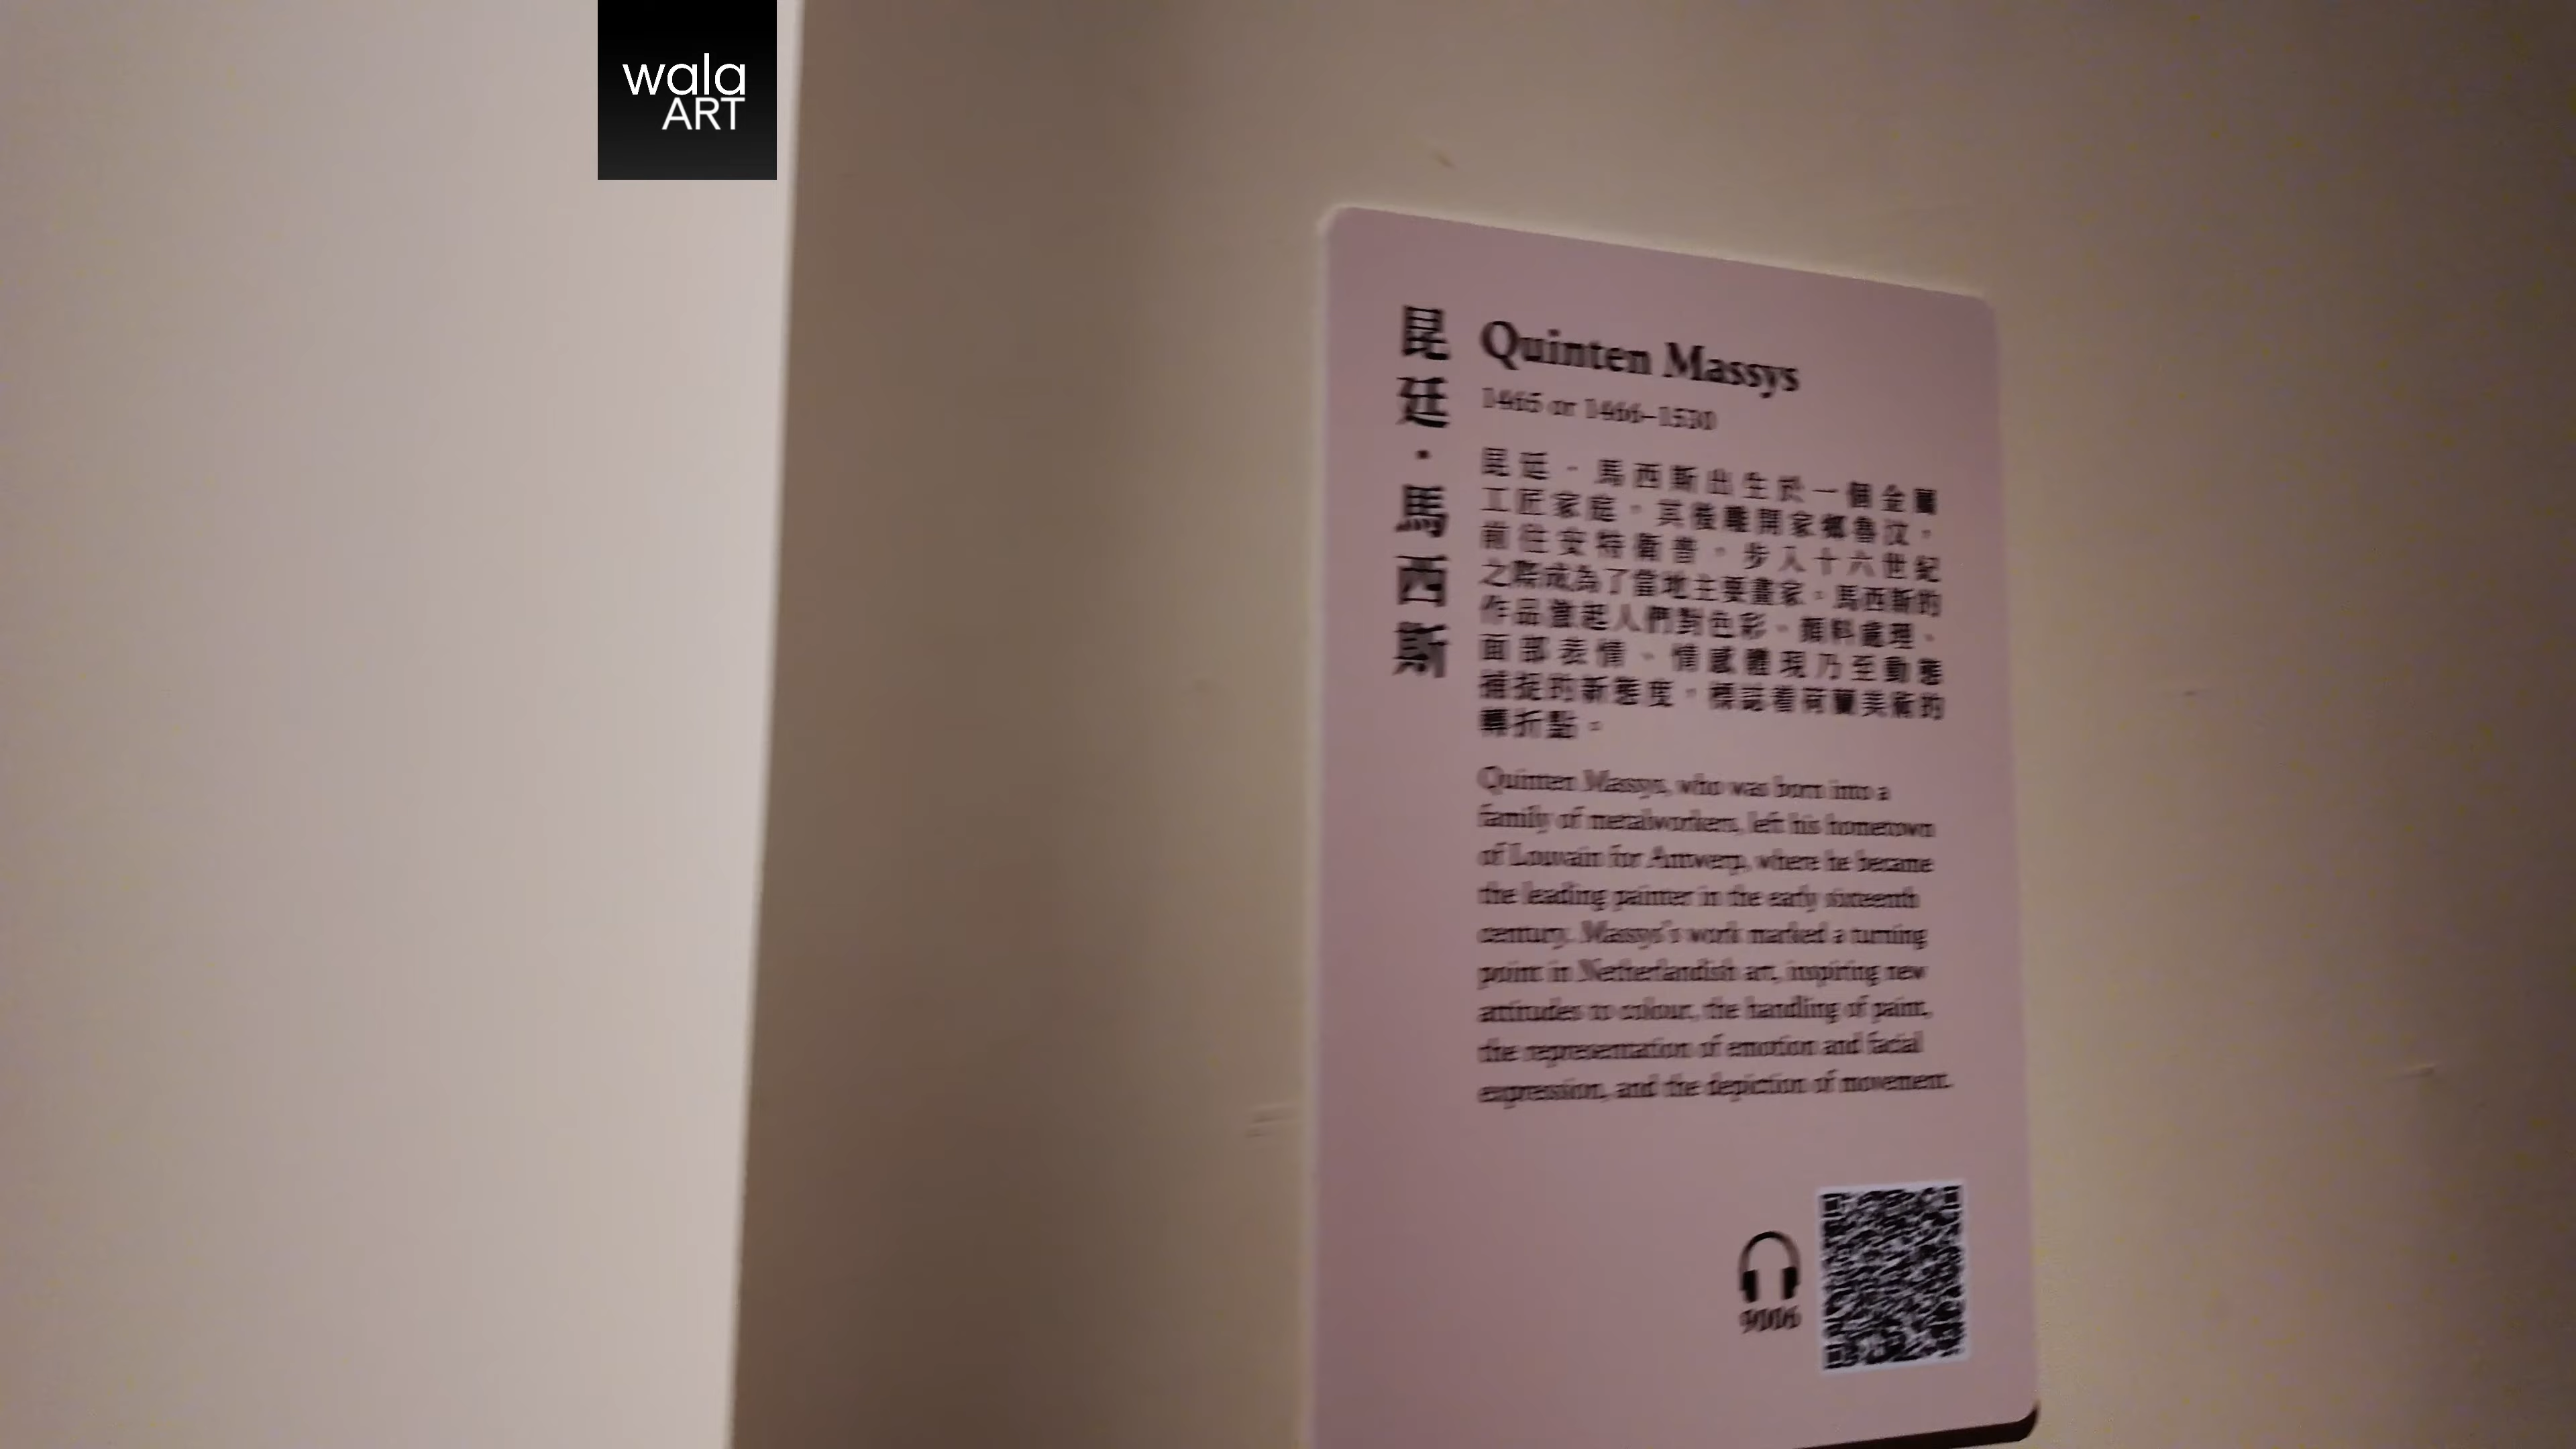 wala
ART
昆廷·馬西斯
Quinten Massys
1465 or 1466–1530
昆廷·馬西斯出生於一個金屬
工匠家庭。其後離開家鄉魯汶,
前往安特衛普。步入十六世紀
之際成為了當地主要畫家。馬西斯的
作品激起人們對色彩、顏料處理、
面部表情、情感體現乃至動態
捕捉的新態度,標誌着荷蘭美術的
轉折點。
Quinten Massys, who was born into a
family of metalworkers, left his hometown
of Louvain for Antwerp, where he became
the leading painter in the early sixteenth
century. Massys's work marked a turning
point in Netherlandish art, inspiring new
attitudes to colour, the handling of paint,
the representation of emotion and facial
expression, and the depiction of movement.
9006